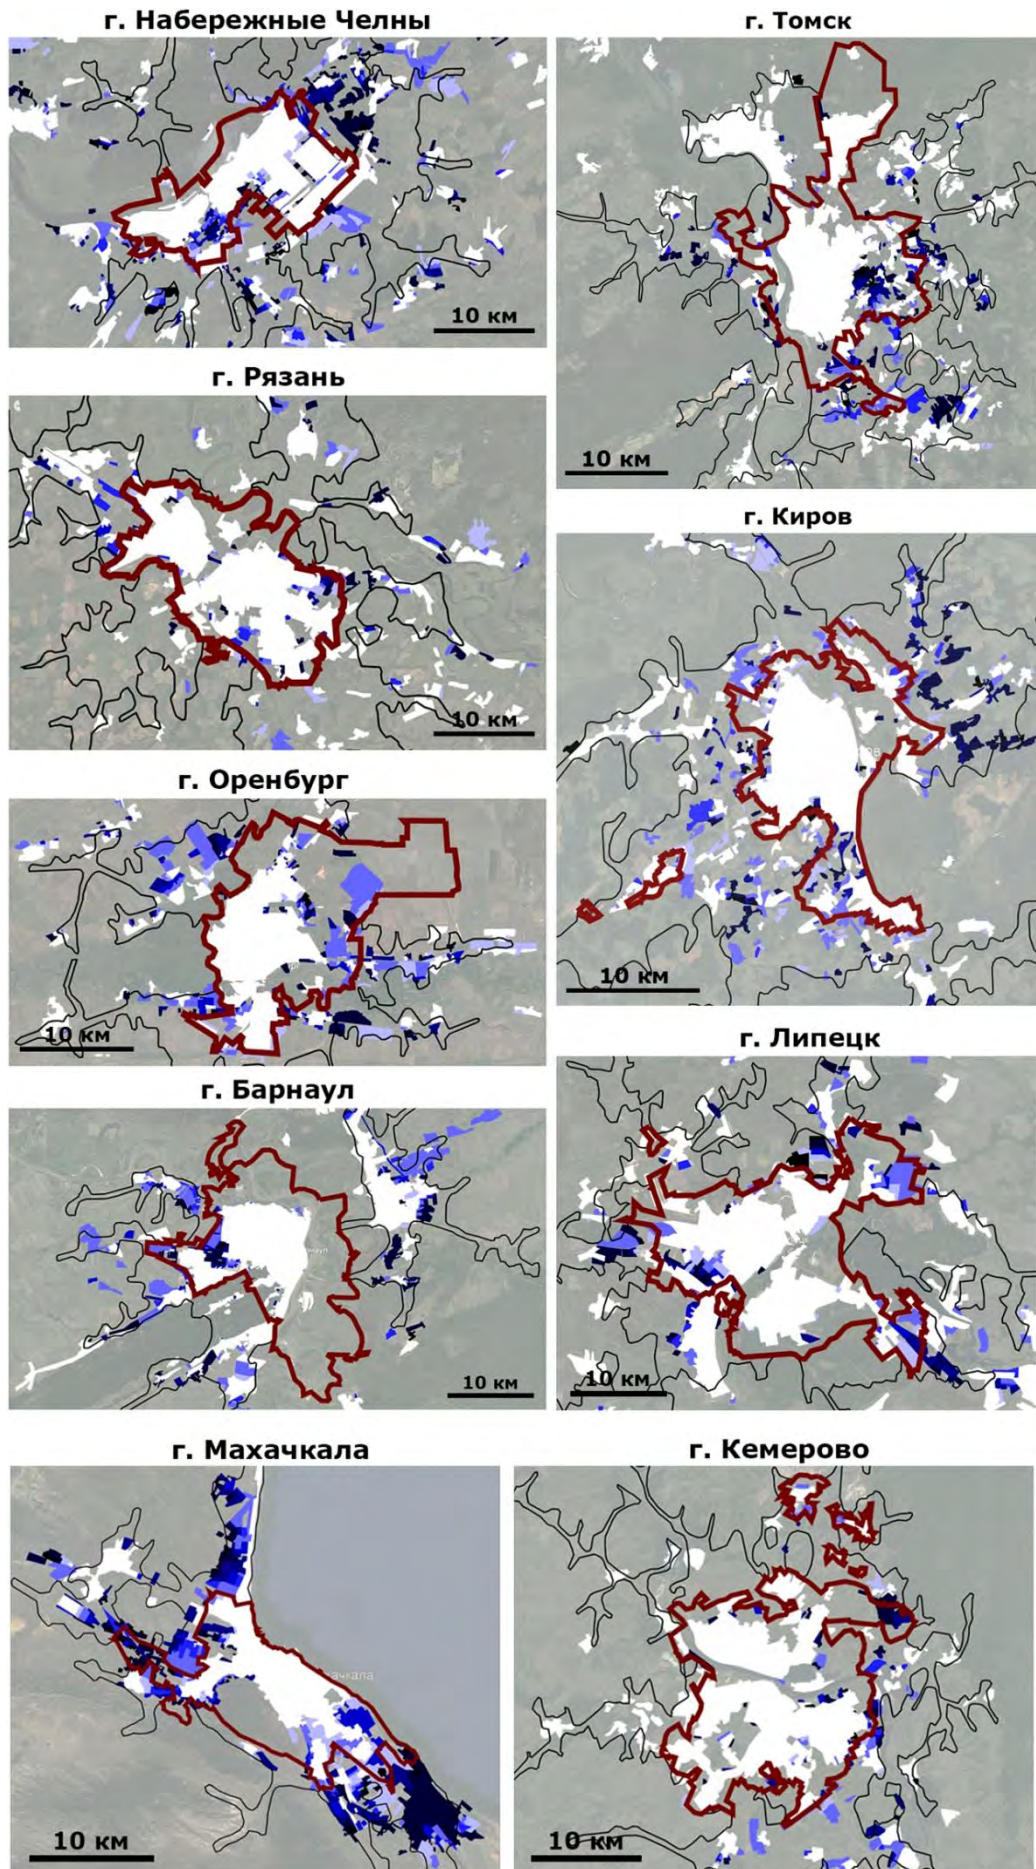 г. Набережные Челны
10 км
г. Томск
10 км
г. Рязань
10 км
г. Киров
10 км
г. Оренбург
10 км
г. Липецк
10 км
г. Барнаул
10 км
г. Махачкала
ачкала
10 км
г. Кемерово
10 км